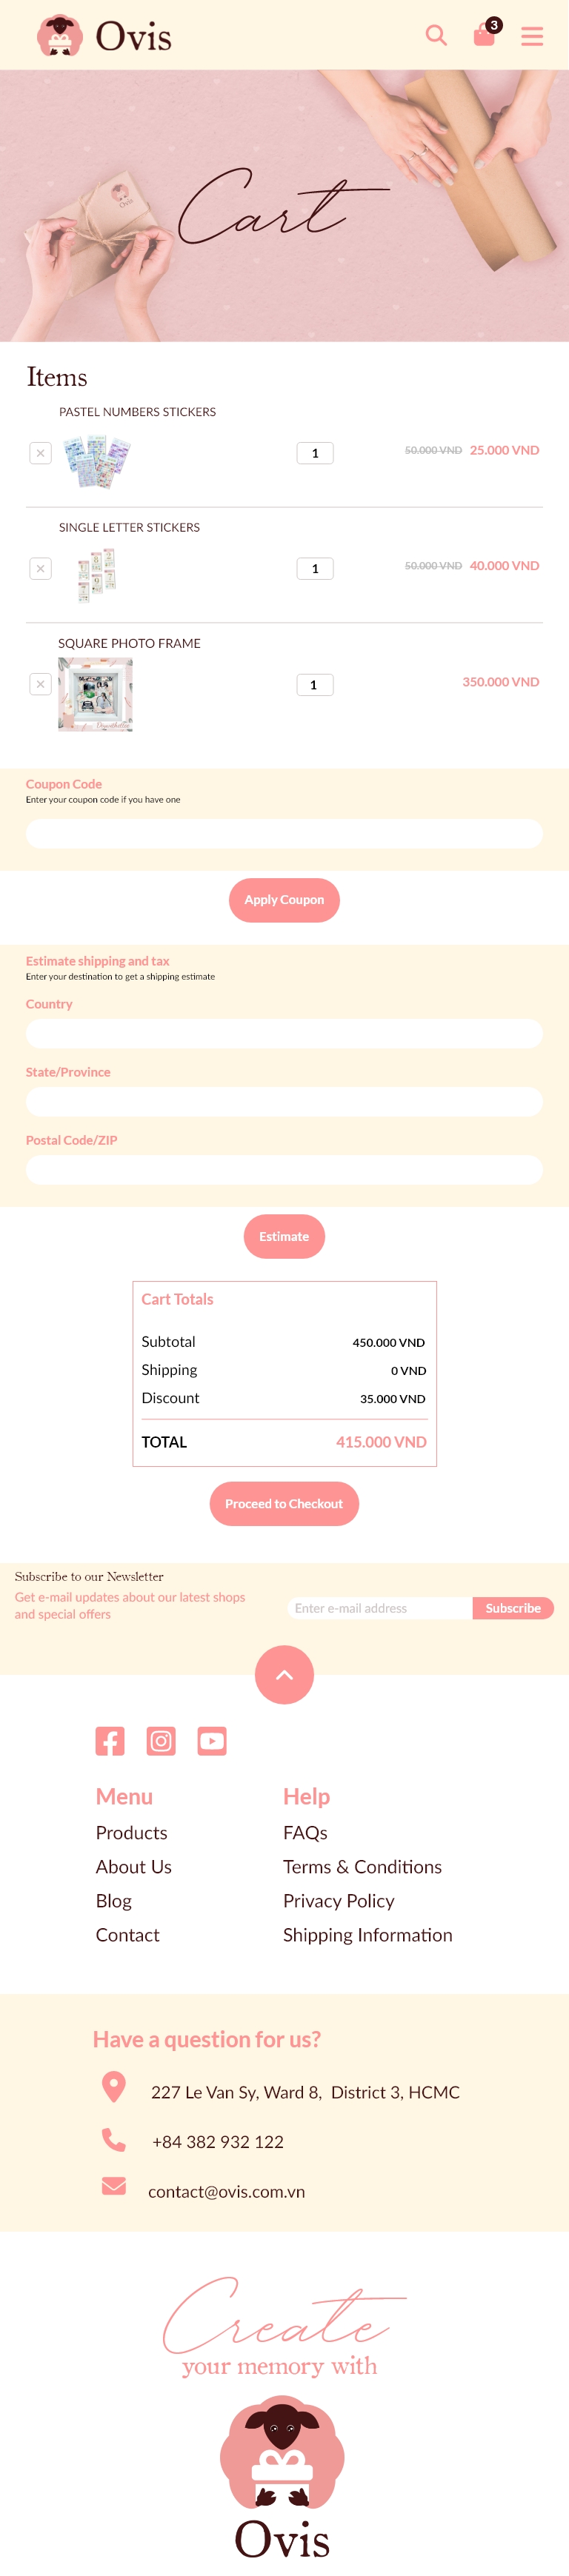 Ovis
3
Ovis
Cart
Items
PASTEL NUMBERS STICKERS
1
50.000 VND 25.000 VND
SINGLE LETTER STICKERS
1
50.000 VND 40.000 VND
SQUARE PHOTO FRAME
1
350.000 VND
Coupon Code
Enter your coupon code if you have one
Apply Coupon
Estimate shipping and tax
Enter your destination to get a shipping estimate
Country
State/Province
Postal Code/ZIP
Estimate
Cart Totals
Subtotal 450.000 VND
Shipping 0 VND
Discount 35.000 VND
TOTAL 415.000 VND
Proceed to Checkout
Subscribe to our Newsletter
Get e-mail updates about our latest shops
and special offers
Enter e-mail address Subscribe
Menu
Products
About Us
Blog
Contact
Help
FAQs
Terms & Conditions
Privacy Policy
Shipping Information
Have a question for us?
227 Le Van Sy, Ward 8, District 3, HCMC
+84 382 932 122
contact@ovis.com.vn
Create
your memory with
Ovis